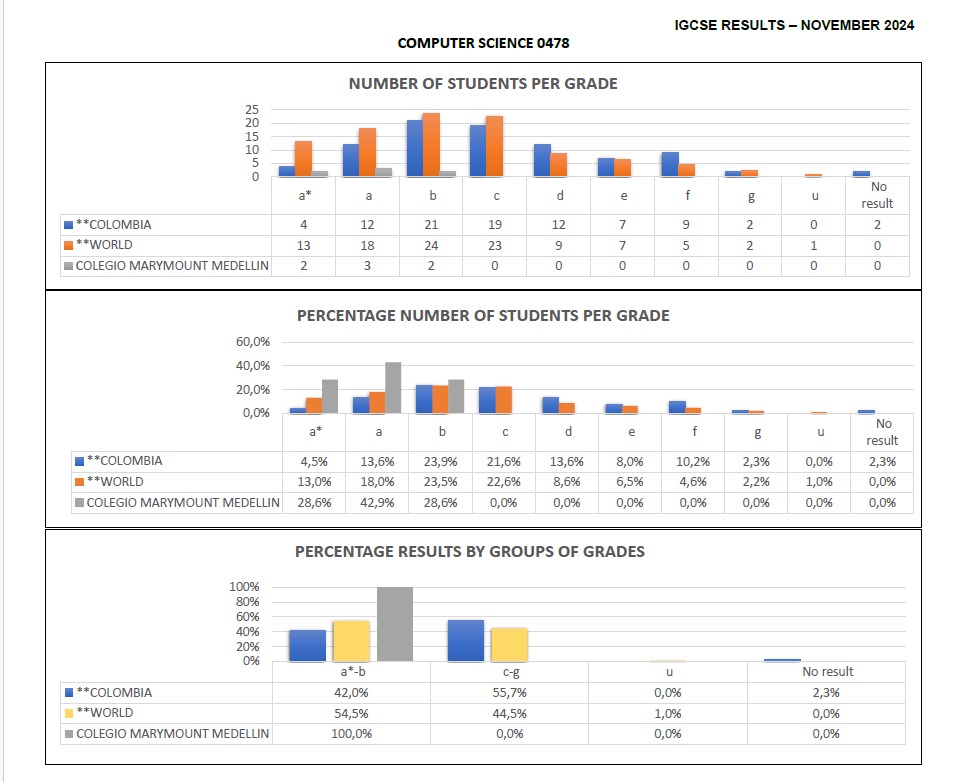 IGCSE RESULTS – NOVEMBER 2024
COMPUTER SCIENCE 0478
NUMBER OF STUDENTS PER GRADE
25
20
15
10
5
0
a* a b c d e f g u No result
**COLOMBIA 4 12 21 19 12 7 9 2 0 2
**WORLD 13 18 24 23 9 7 5 2 1 0
COLEGIO MARYMOUNT MEDELLIN 2 3 2 0 0 0 0 0 0 0
PERCENTAGE NUMBER OF STUDENTS PER GRADE
60,0%
40,0%
20,0%
0,0%
a* a b c d e f g u No result
**COLOMBIA 4,5% 13,6% 23,9% 21,6% 13,6% 8,0% 10,2% 2,3% 0,0% 2,3%
**WORLD 13,0% 18,0% 23,5% 22,6% 8,6% 6,5% 4,6% 2,2% 1,0% 0,0%
COLEGIO MARYMOUNT MEDELLIN 28,6% 42,9% 28,6% 0,0% 0,0% 0,0% 0,0% 0,0% 0,0% 0,0%
PERCENTAGE RESULTS BY GROUPS OF GRADES
100%
80%
60%
40%
20%
0%
a*-b c-g u No result
**COLOMBIA 42,0% 55,7% 0,0% 2,3%
**WORLD 54,5% 44,5% 1,0% 0,0%
COLEGIO MARYMOUNT MEDELLIN 100,0% 0,0% 0,0% 0,0%